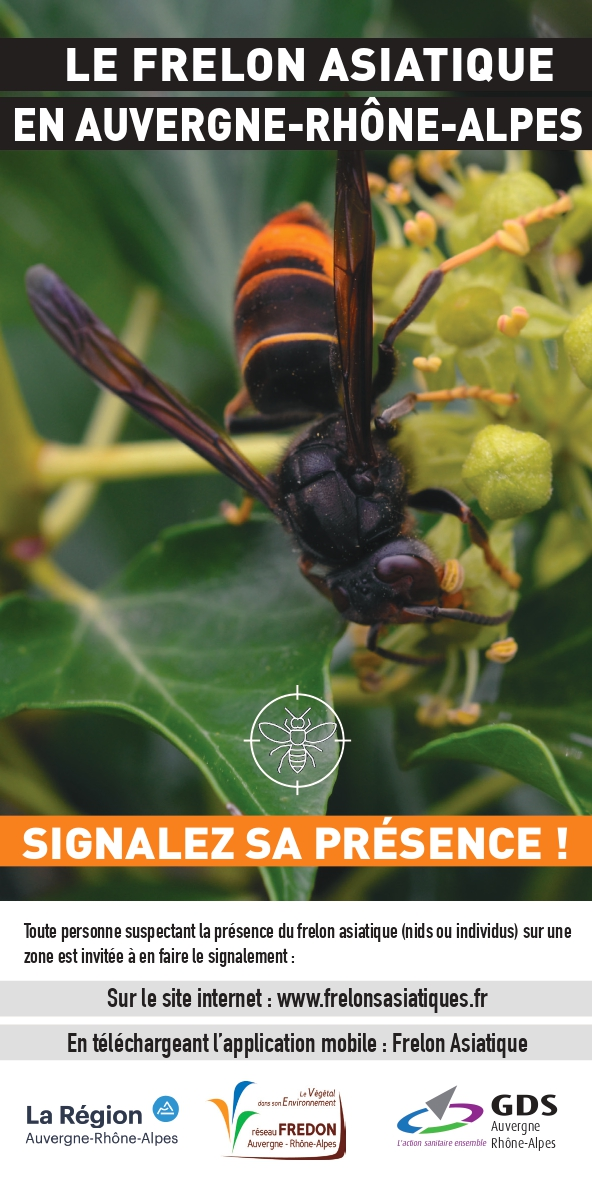 LE FRELON ASIATIQUE
EN AUVERGNE-RHÔNE-ALPES
SIGNALEZ SA PRÉSENCE !
Toute personne suspectant la présence du frelon asiatique (nids ou individus) sur une
zone est invitée à en faire le signalement :
Sur le site internet : www.frelonsasiatiques.fr
En téléchargeant l'application mobile : Frelon Asiatique
La Région
Auvergne-Rhône-Alpes
Le Végétal
dans son Environnement
réseau FREDON
Auvergne - Rhône-Alpes
GDS
Auvergne
Rhône-Alpes
L'action sanitaire ensemble